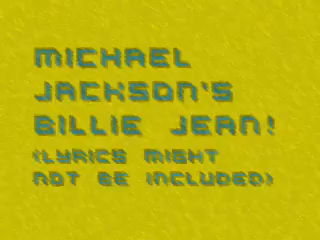 MICHAEL
JACKSON'S
BILLIE JEAN!
(LYRICS MIGHT
NOT BE INCLUDED)